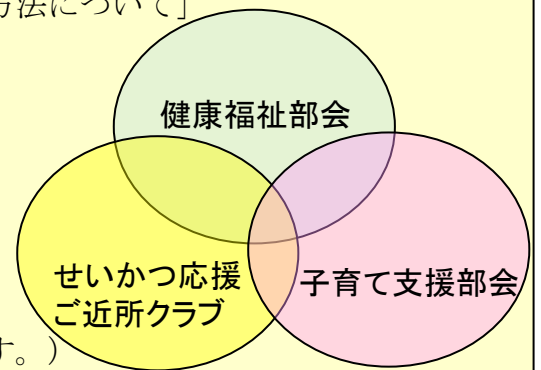 方法について］
健康福祉部会
せいかつ応援
ご近所クラブ
子育て支援部会
す。）